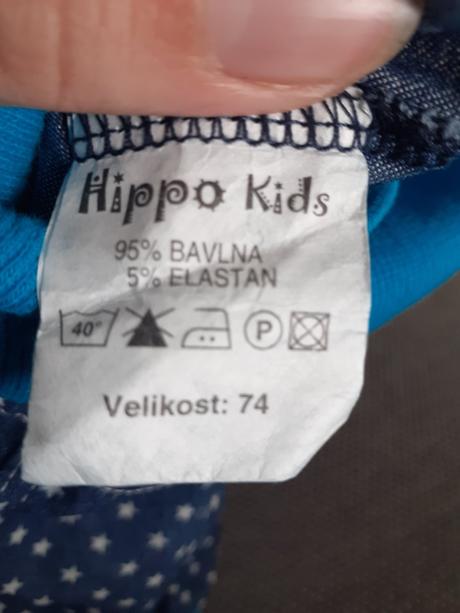 Hippo Kids
95% BAVLNA
5% ELASTAN
40° P
Velikost: 74